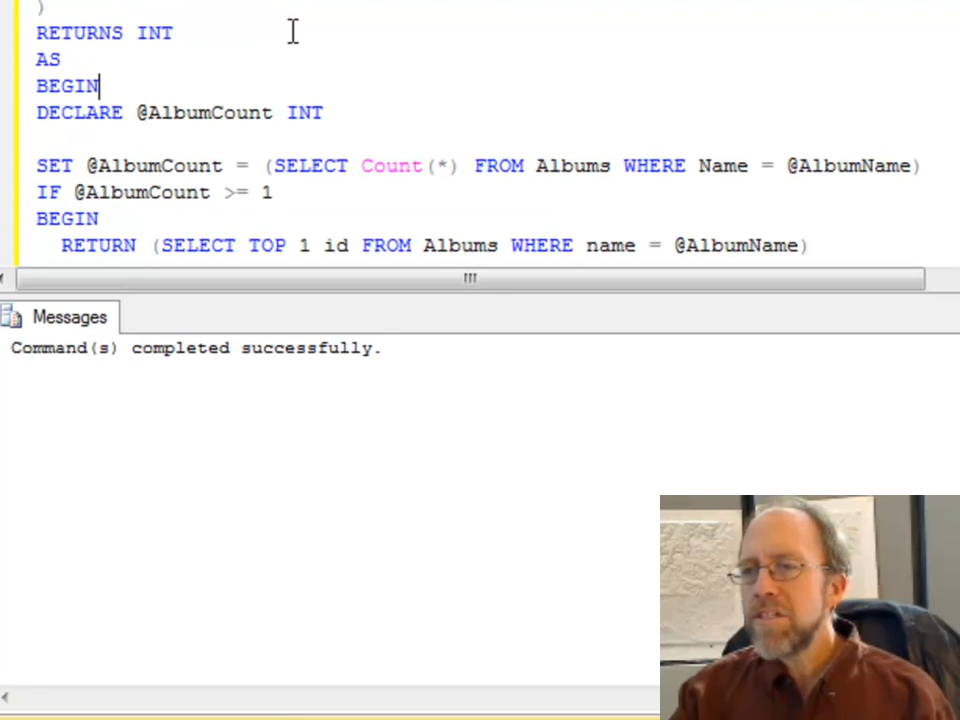 )
RETURNS INT
AS
BEGIN
DECLARE @AlbumCount INT
SET @AlbumCount = (SELECT Count(*) FROM Albums WHERE Name = @AlbumName)
IF @AlbumCount >= 1
BEGIN
RETURN (SELECT TOP 1 id FROM Albums WHERE name = @AlbumName)
Messages
Command(s) completed successfully.